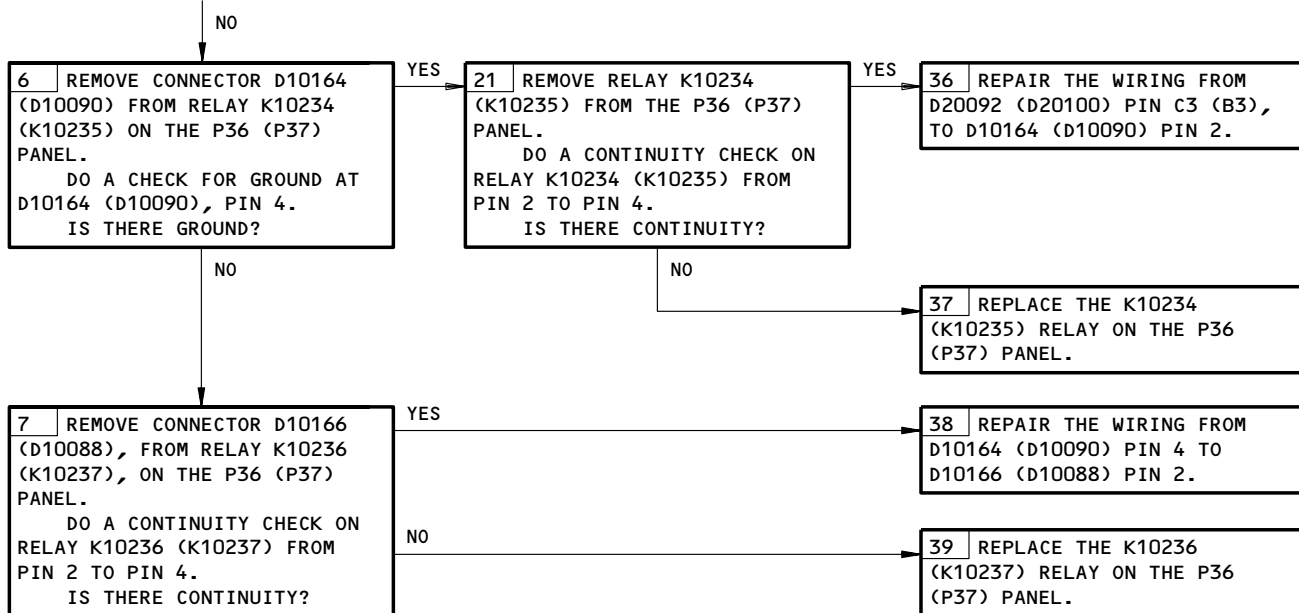 NO
6 REMOVE CONNECTOR D10164
(D10090) FROM RELAY K10234
(K10235) ON THE P36 (P37)
PANEL.
DO A CHECK FOR GROUND AT
D10164 (D10090), PIN 4.
IS THERE GROUND?
YES
21 REMOVE RELAY K10234
(K10235) FROM THE P36 (P37)
PANEL.
DO A CONTINUITY CHECK ON
RELAY K10234 (K10235) FROM
PIN 2 TO PIN 4.
IS THERE CONTINUITY?
YES
36 REPAIR THE WIRING FROM
D20092 (D20100) PIN C3 (B3),
TO D10164 (D10090) PIN 2.
NO
NO
37 REPLACE THE K10234
(K10235) RELAY ON THE P36
(P37) PANEL.
7 REMOVE CONNECTOR D10166
(D10088), FROM RELAY K10236
(K10237), ON THE P36 (P37)
PANEL.
DO A CONTINUITY CHECK ON
RELAY K10236 (K10237) FROM
PIN 2 TO PIN 4.
IS THERE CONTINUITY?
YES
38 REPAIR THE WIRING FROM
D10164 (D10090) PIN 4 TO
D10166 (D10088) PIN 2.
NO
39 REPLACE THE K10236
(K10237) RELAY ON THE P36
(P37) PANEL.